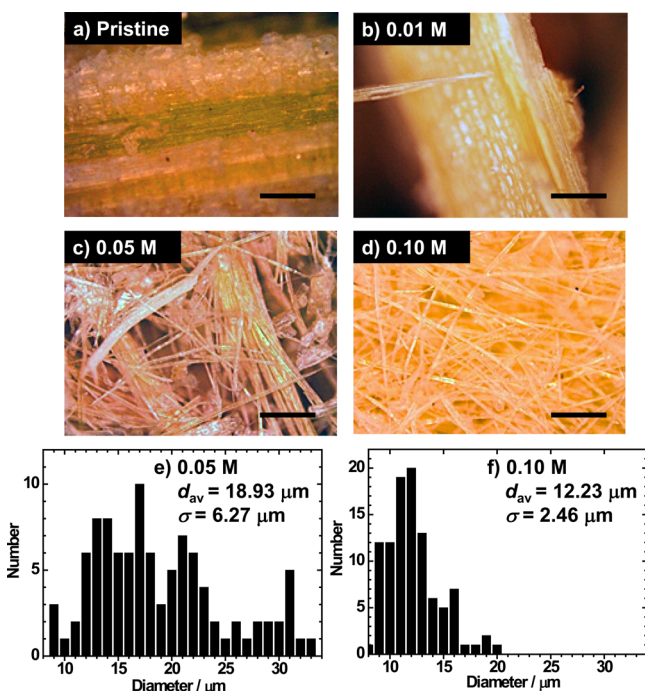 a) Pristine
b) 0.01 M
c) 0.05 M
d) 0.10 M
e) 0.05 M
d_av = 18.93 μm
σ = 6.27 μm
10
5
0
Number
10 15 20 25 30
Diameter / μm
f) 0.10 M
d_av = 12.23 μm
σ = 2.46 μm
20
15
10
5
0
Number
10 15 20 25 30
Diameter / μm